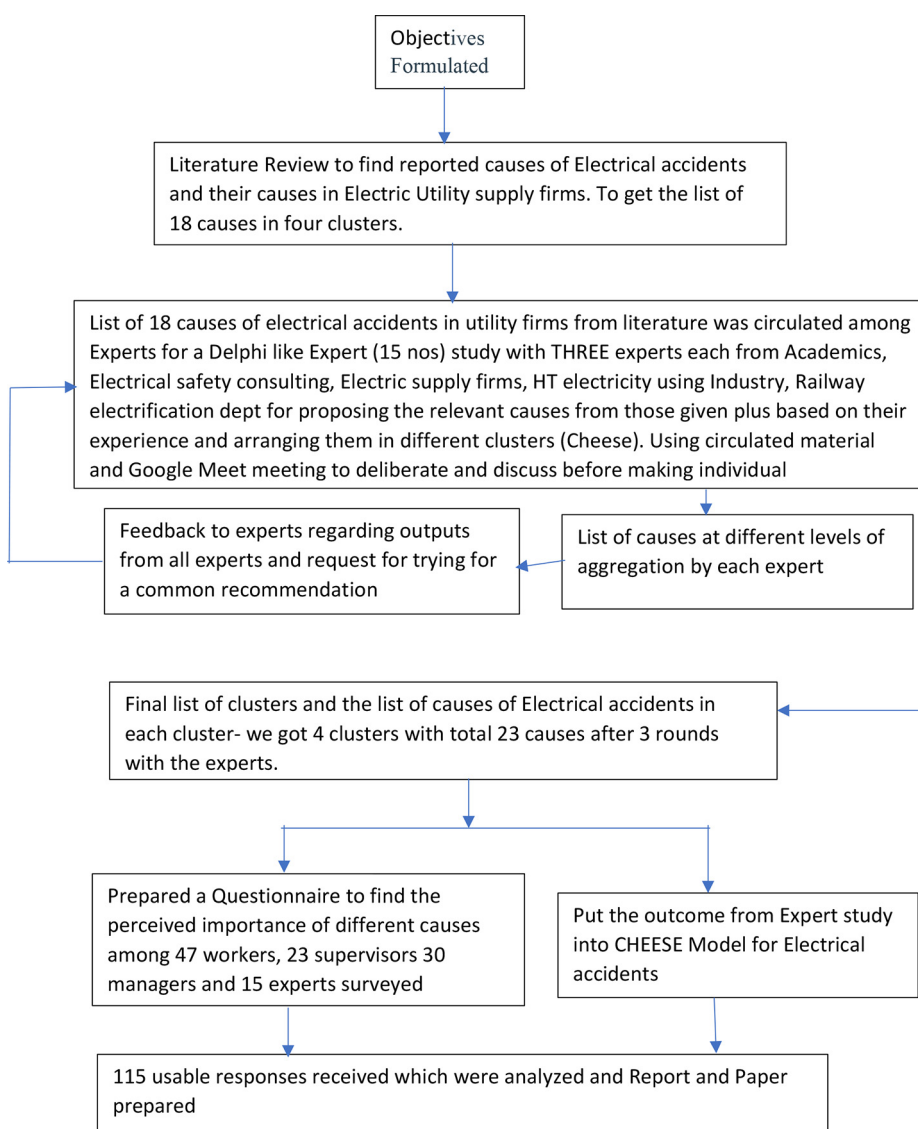 Objectives
Formulated
Literature Review to find reported causes of Electrical accidents
and their causes in Electric Utility supply firms. To get the list of
18 causes in four clusters.
List of 18 causes of electrical accidents in utility firms from literature was circulated among
Experts for a Delphi like Expert (15 nos) study with THREE experts each from Academics,
Electrical safety consulting, Electric supply firms, HT electricity using Industry, Railway
electrification dept for proposing the relevant causes from those given plus based on their
experience and arranging them in different clusters (Cheese). Using circulated material
and Google Meet meeting to deliberate and discuss before making individual
Feedback to experts regarding outputs
from all experts and request for trying for
a common recommendation
List of causes at different levels of
aggregation by each expert
Final list of clusters and the list of causes of Electrical accidents in
each cluster- we got 4 clusters with total 23 causes after 3 rounds
with the experts.
Prepared a Questionnaire to find the
perceived importance of different causes
among 47 workers, 23 supervisors 30
managers and 15 experts surveyed
Put the outcome from Expert study
into CHEESE Model for Electrical
accidents
115 usable responses received which were analyzed and Report and Paper
prepared